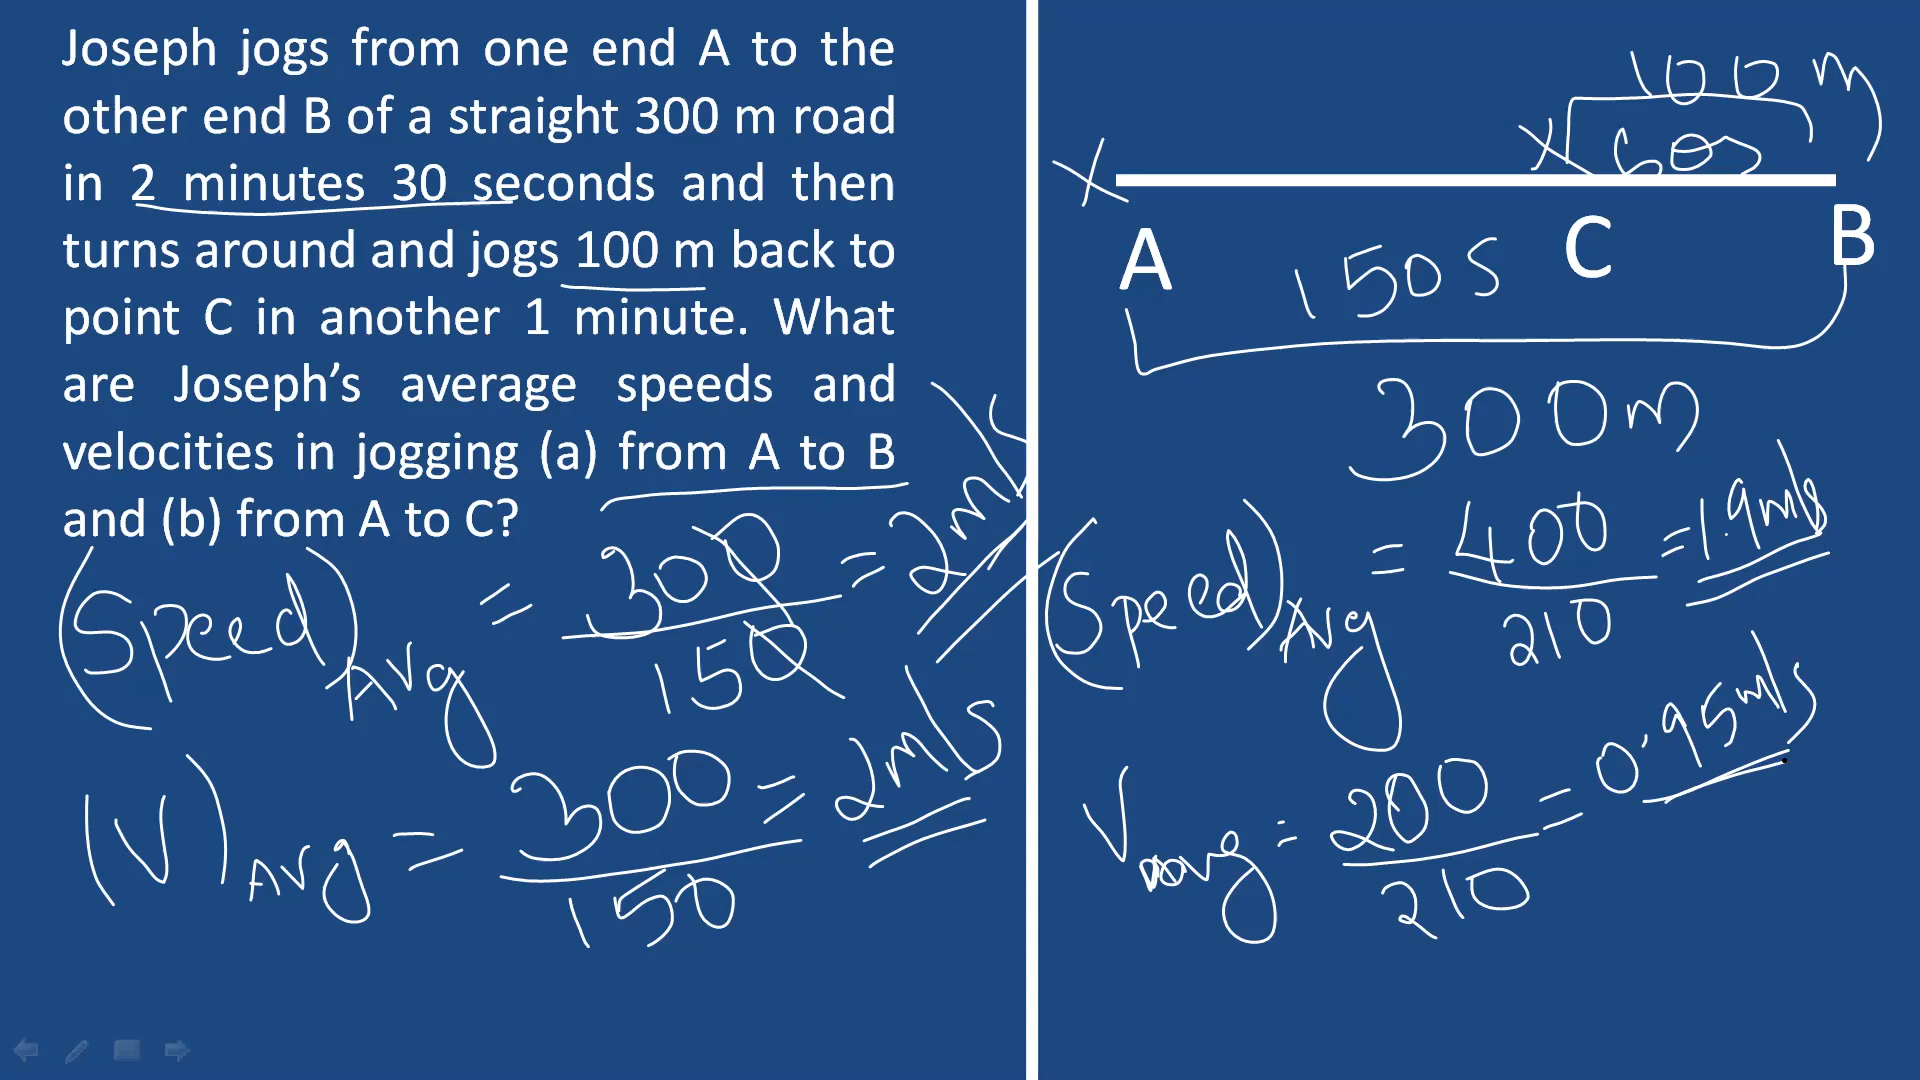 Joseph jogs from one end A to the
other end B of a straight 300 m road
in 2 minutes 30 seconds and then
turns around and jogs 100 m back to
point C in another 1 minute. What
are Joseph’s average speeds and
velocities in jogging (a) from A to B
and (b) from A to C?
(Speed)Avg = 300/150 = 2m/s
(V)Avg = 300/150 = 2m/s
100m
60s
A C B
150s
300m
(Speed)Avg = 400/210 = 1.9m/s
Vavg = 200/210 = 0.95m/s